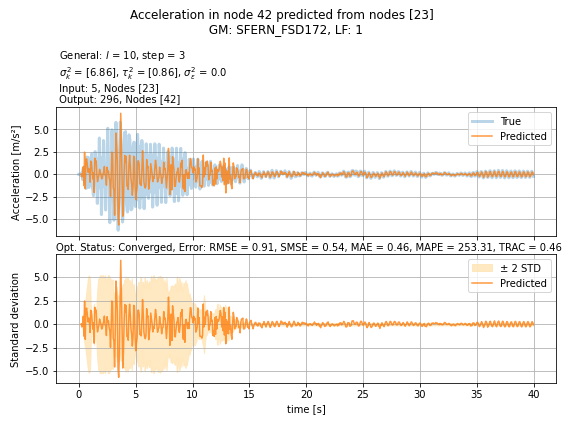 Acceleration in node 42 predicted from nodes [23]
GM: SFERN_FSD172, LF: 1
General: l = 10, step = 3
σ²ₖ = [6.86], τ²ₖ = [0.86], σ²ε = 0.0
Input: 5, Nodes [23]
Output: 296, Nodes [42]
True
Predicted
Acceleration [m/s²]
5.0
2.5
0.0
−2.5
−5.0
Opt. Status: Converged, Error: RMSE = 0.91, SMSE = 0.54, MAE = 0.46, MAPE = 253.31, TRAC = 0.46
± 2 STD
Predicted
Standard deviation
5.0
2.5
0.0
−2.5
−5.0
0 5 10 15 20 25 30 35 40
time [s]